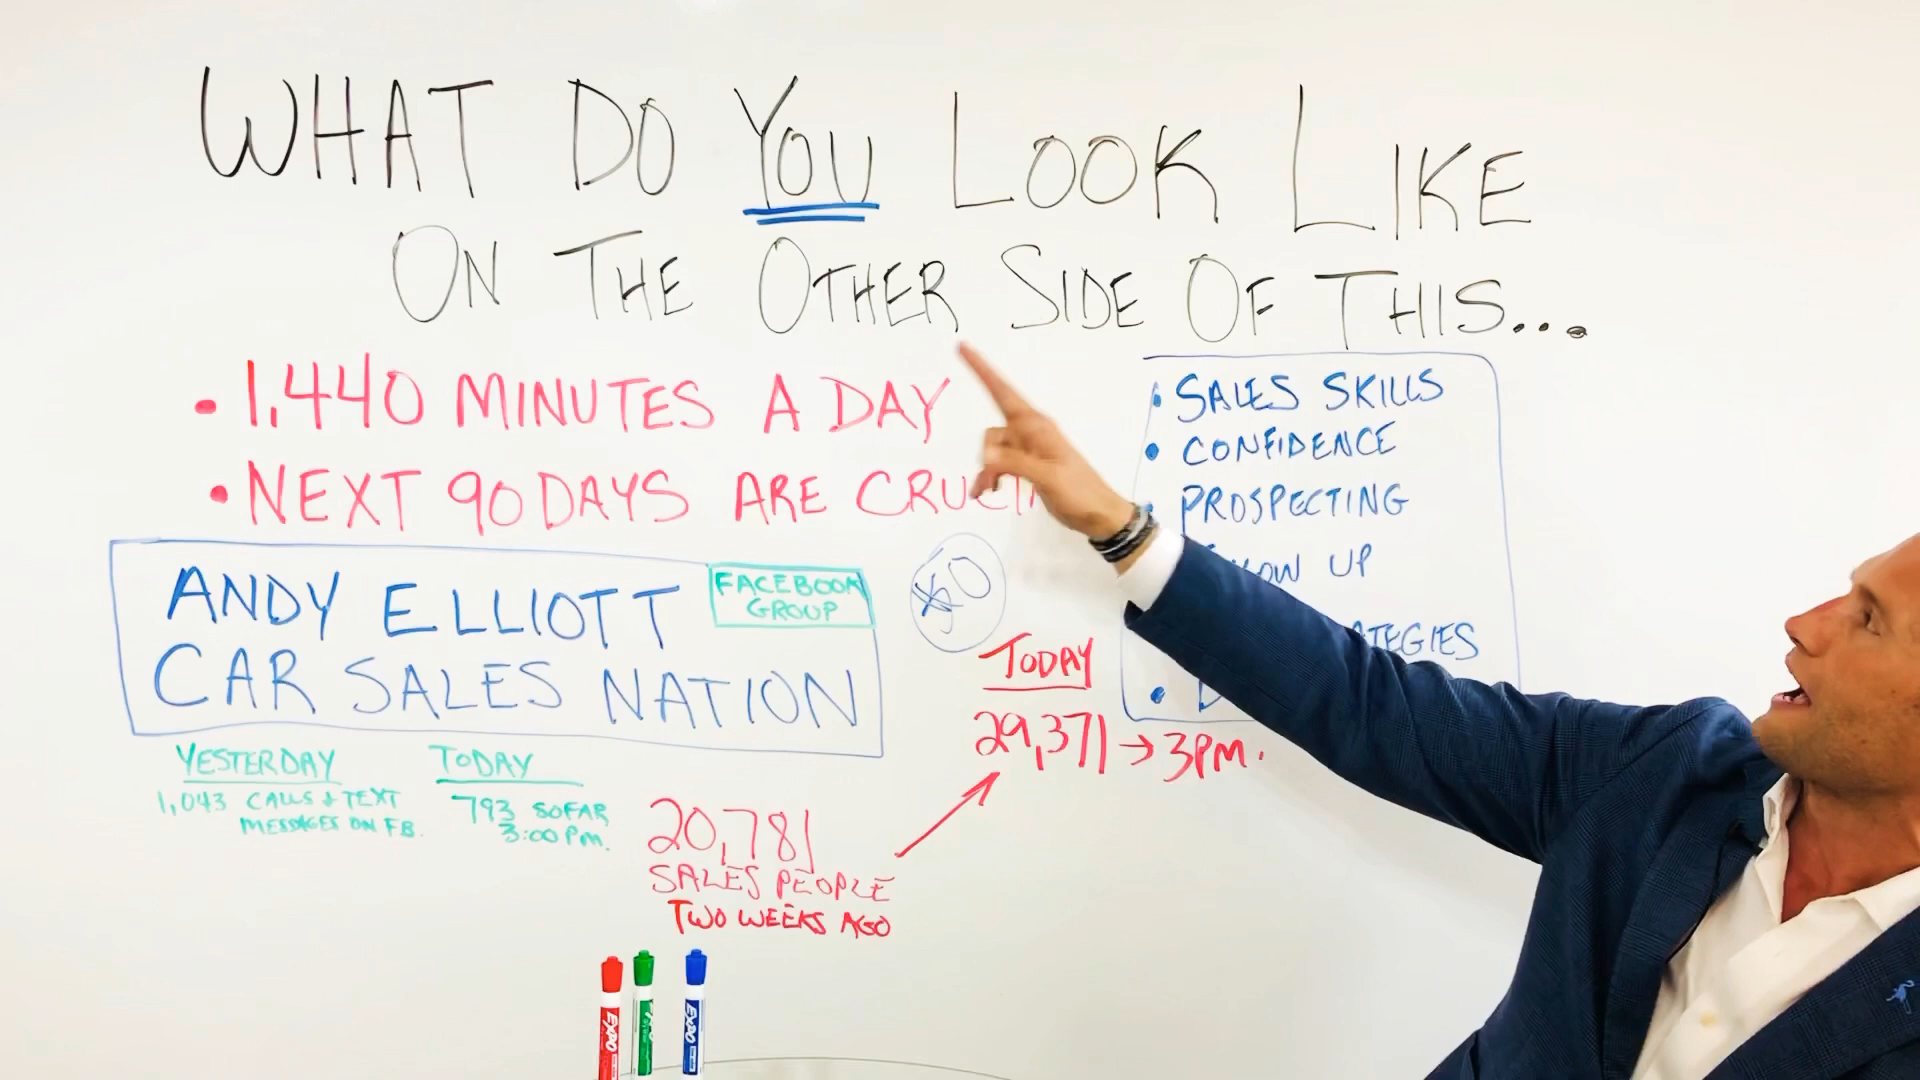 WHAT DO YOU LOOK LIKE
ON THE OTHER SIDE OF THIS...
• 1,440 MINUTES A DAY
• NEXT 90 DAYS ARE
ANDY ELLIOTT
CAR SALES NATION
FACEBOOK
GROUP
YESTERDAY
1,043 CALLS & TEXT
MESSAGES ON FB.
TODAY
793 SO FAR
3:00 PM.
20,781
SALES PEOPLE
TWO WEEKS AGO
TODAY
29,371 → 3PM.
• SALES SKILLS
• CONFIDENCE
• PROSPECTING
UP
EXPO
EXPO